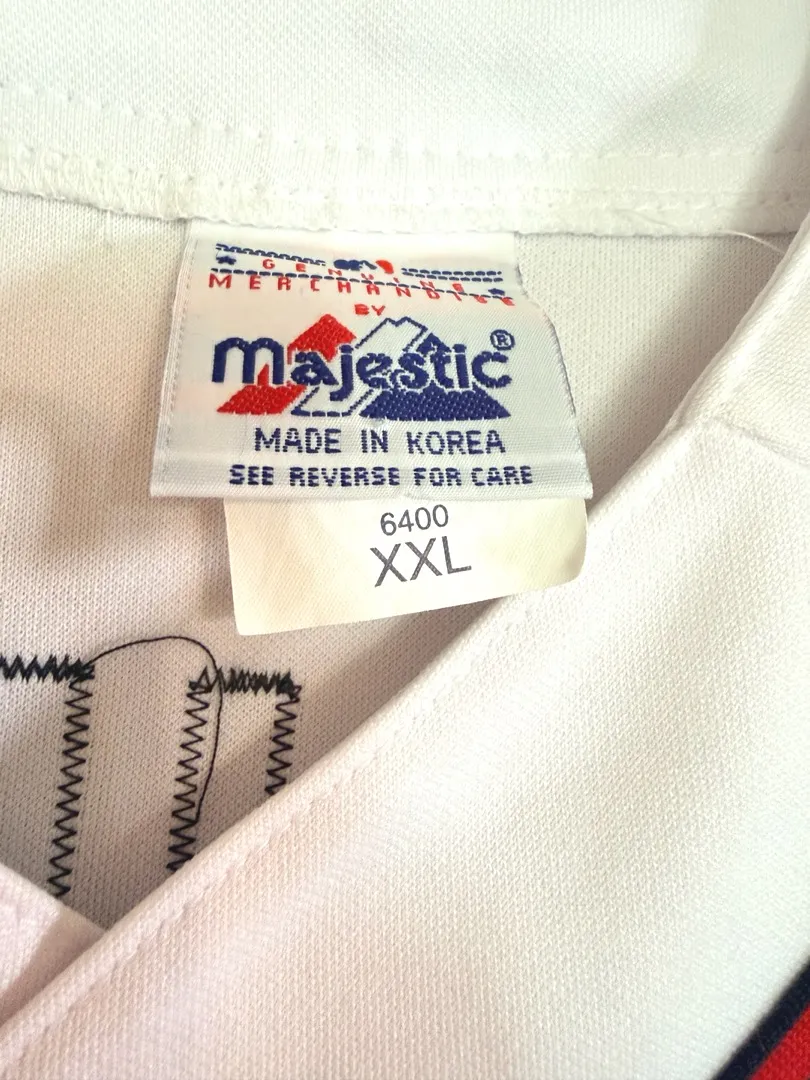 GENUINE
MERCHANDISE
BY
Majestic®
MADE IN KOREA
SEE REVERSE FOR CARE
6400
XXL